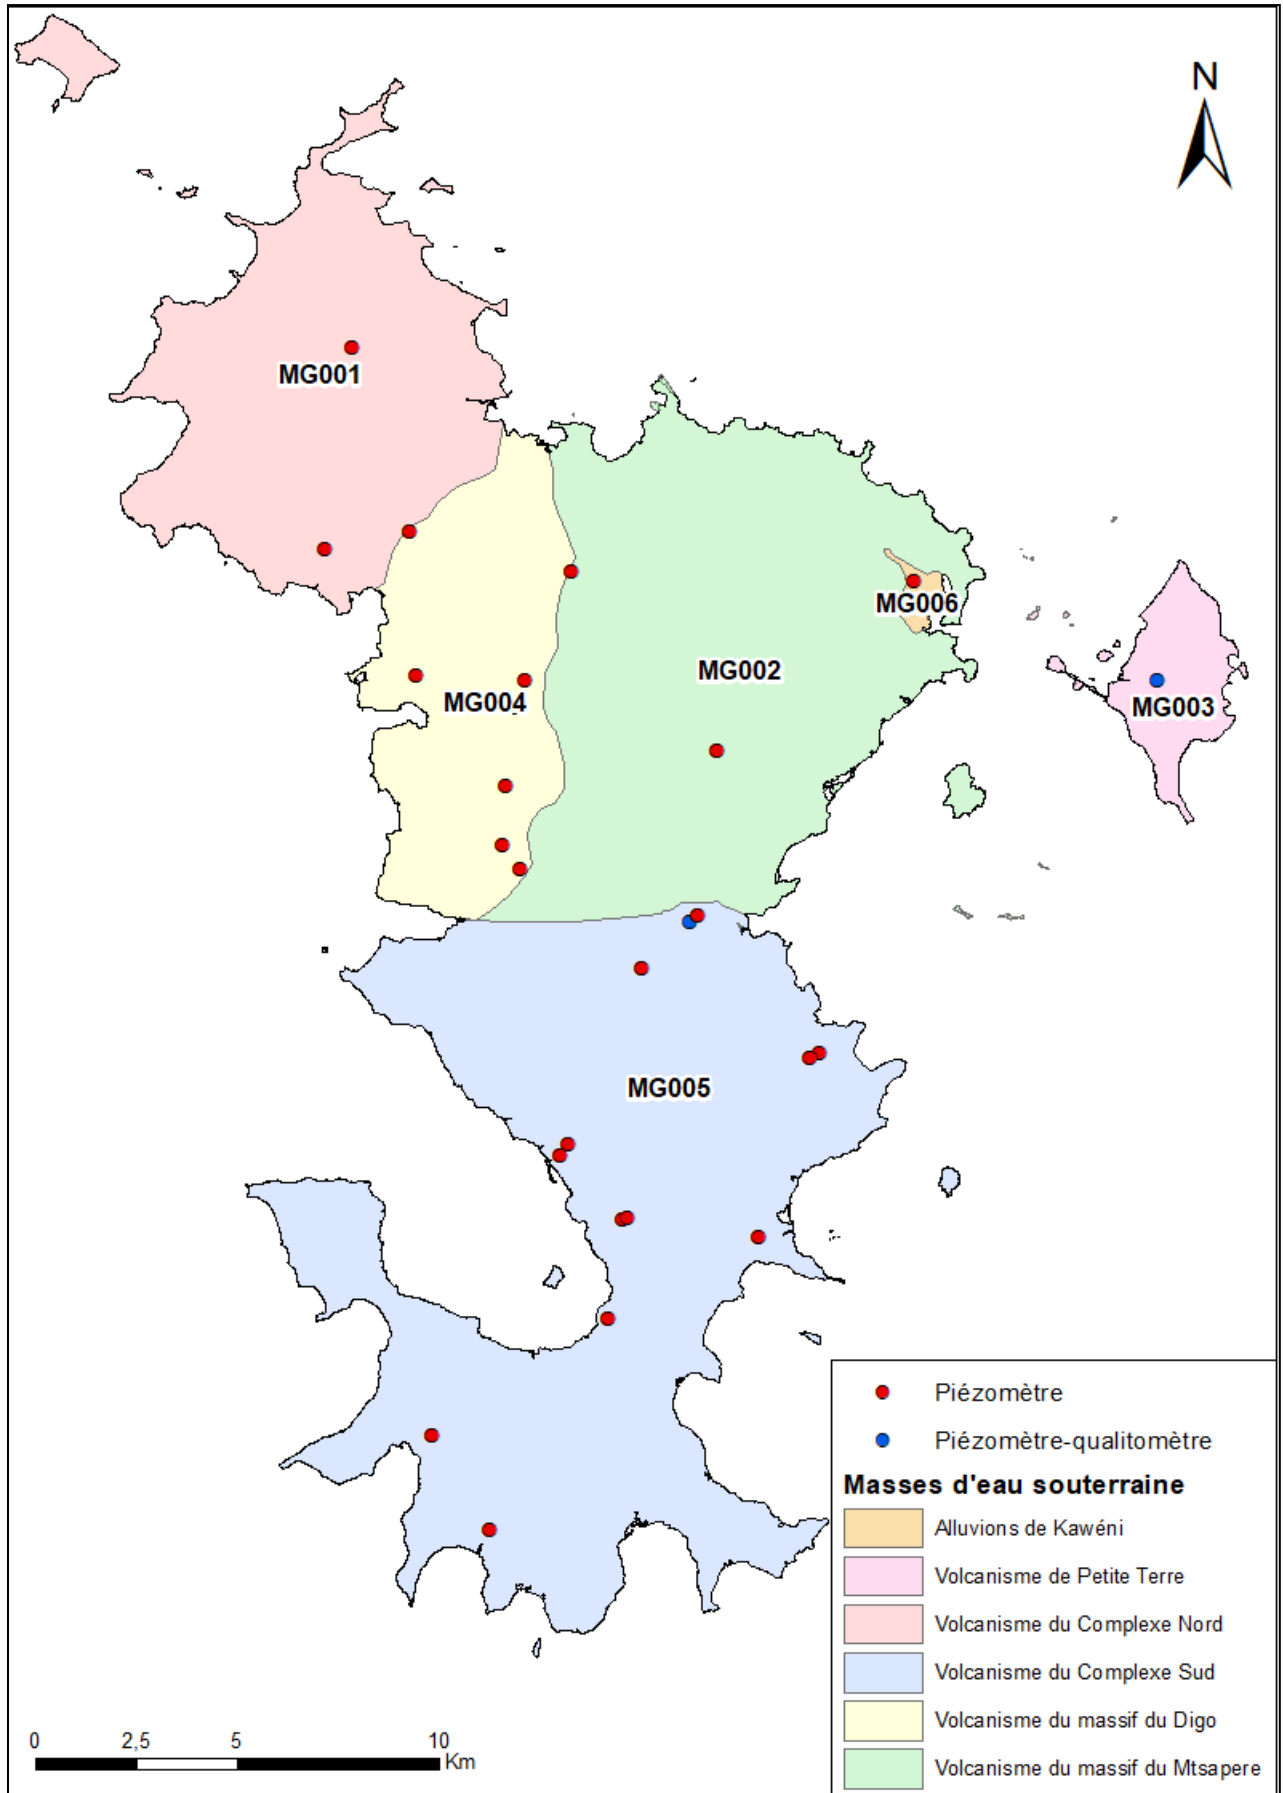 N
MG001
MG006
MG002
MG004
MG003
MG005
Piézomètre
Piézomètre-qualitomètre
Masses d'eau souterraine
Alluvions de Kawéni
Volcanisme de Petite Terre
Volcanisme du Complexe Nord
Volcanisme du Complexe Sud
Volcanisme du massif du Digo
Volcanisme du massif du Mtsapere
0 2,5 5 10
Km